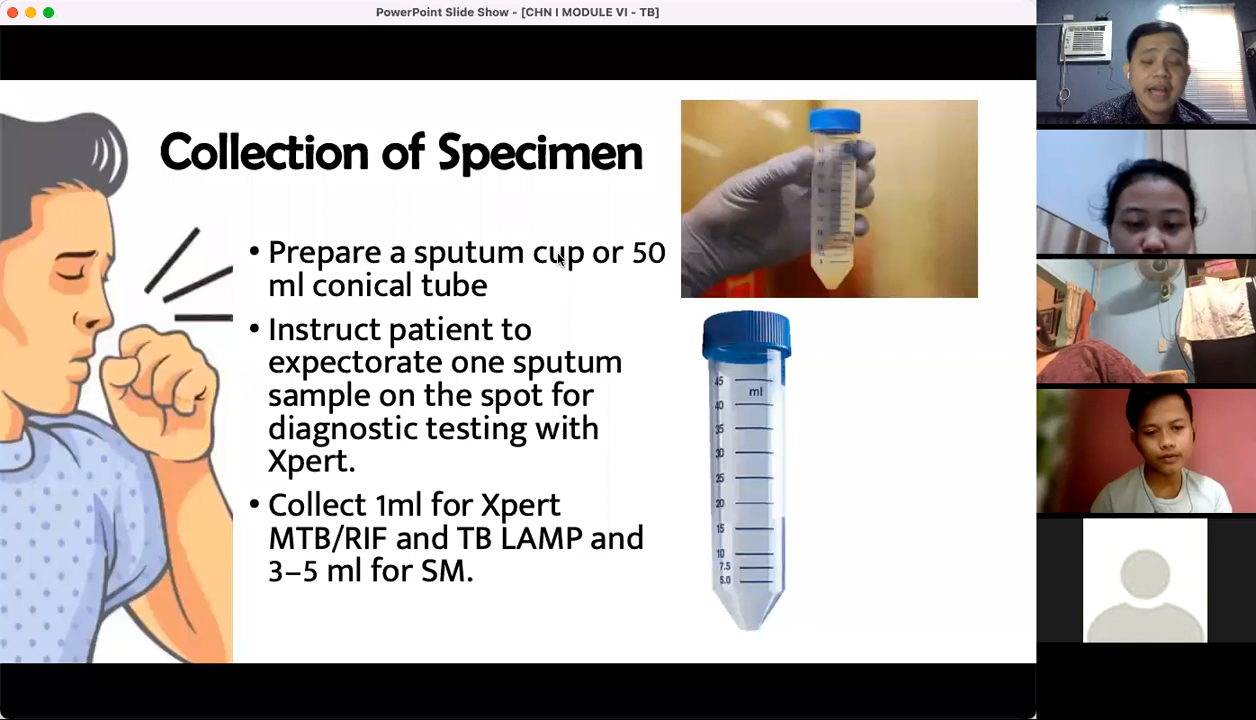 PowerPoint Slide Show - [CHN I MODULE VI - TB]
Collection of Specimen
• Prepare a sputum cup or 50
ml conical tube
• Instruct patient to
expectorate one sputum
sample on the spot for
diagnostic testing with
Xpert.
• Collect 1ml for Xpert
MTB/RIF and TB LAMP and
3–5 ml for SM.
45
ml
40
35
30
25
20
15
10
7.5
5.0